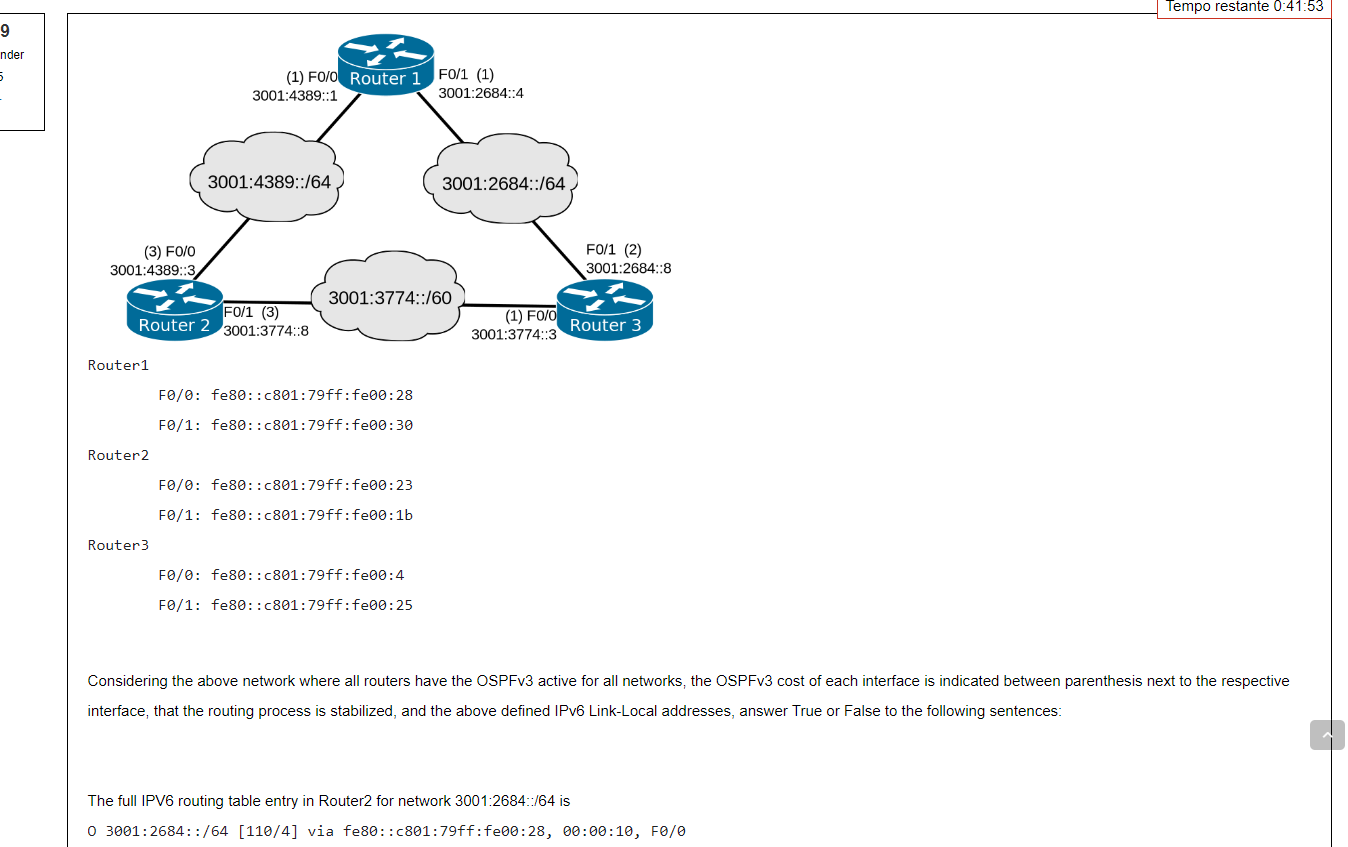 Tempo restante 0:41:53
9
nder
5
(1) F0/0
3001:4389::1
Router 1
F0/1 (1)
3001:2684::4
3001:4389::/64
3001:2684::/64
(3) F0/0
3001:4389::3
F0/1 (2)
3001:2684::8
3001:3774::/60
Router 2
F0/1 (3)
3001:3774::8
(1) F0/0
3001:3774::3
Router 3
Router1
F0/0: fe80::c801:79ff:fe00:28
F0/1: fe80::c801:79ff:fe00:30
Router2
F0/0: fe80::c801:79ff:fe00:23
F0/1: fe80::c801:79ff:fe00:1b
Router3
F0/0: fe80::c801:79ff:fe00:4
F0/1: fe80::c801:79ff:fe00:25
Considering the above network where all routers have the OSPFv3 active for all networks, the OSPFv3 cost of each interface is indicated between parenthesis next to the respective
interface, that the routing process is stabilized, and the above defined IPv6 Link-Local addresses, answer True or False to the following sentences:
The full IPV6 routing table entry in Router2 for network 3001:2684::/64 is
O 3001:2684::/64 [110/4] via fe80::c801:79ff:fe00:28, 00:00:10, F0/0